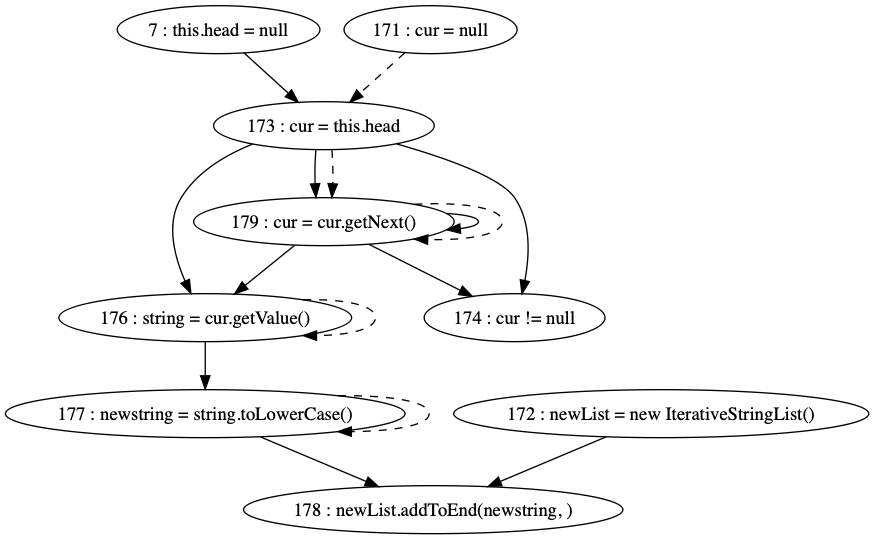 7 : this.head = null
171 : cur = null
173 : cur = this.head
179 : cur = cur.getNext()
176 : string = cur.getValue()
174 : cur != null
177 : newstring = string.toLowerCase()
172 : newList = new IterativeStringList()
178 : newList.addToEnd(newstring, )